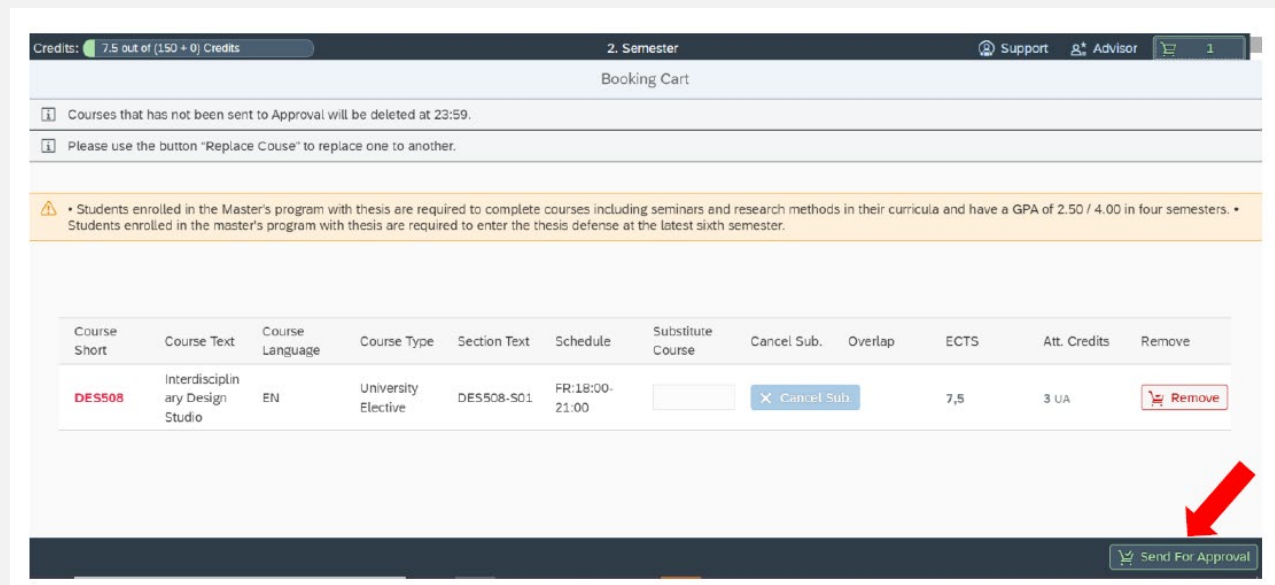 Credits: 7.5 out of (150 + 0) Credits 2. Semester Support Advisor 1
Booking Cart
Courses that has not been sent to Approval will be deleted at 23:59.
Please use the button "Replace Couse" to replace one to another.
• Students enrolled in the Master's program with thesis are required to complete courses including seminars and research methods in their curricula and have a GPA of 2.50 / 4.00 in four semesters. •
Students enrolled in the master's program with thesis are required to enter the thesis defense at the latest sixth semester.
Course Short Course Text Course Language Course Type Section Text Schedule Substitute Course Cancel Sub. Overlap ECTS Att. Credits Remove
DES508 Interdisciplin ary Design Studio EN University Elective DES508-S01 FR:18:00- 21:00 Cancel Sub. 7,5 3 UA Remove
Send For Approval